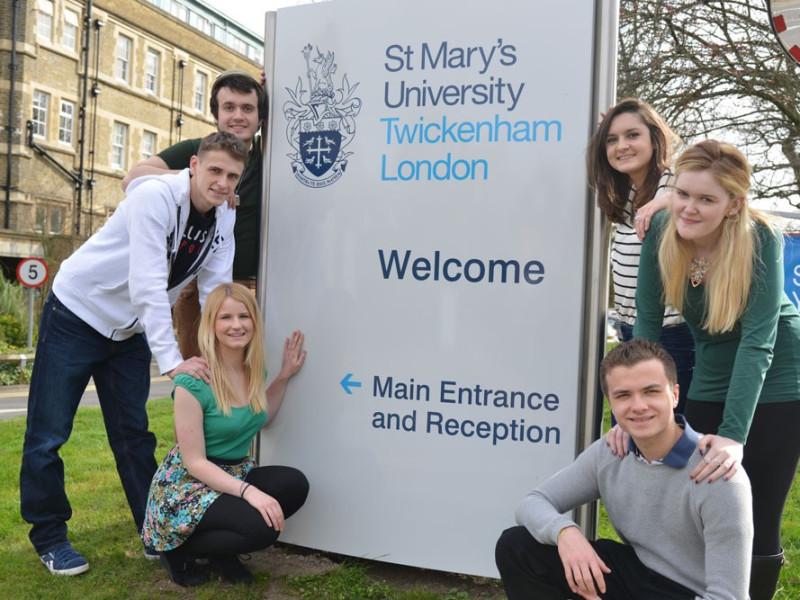 St Mary's
University
Twickenham
London
Welcome
← Main Entrance
and Reception
5